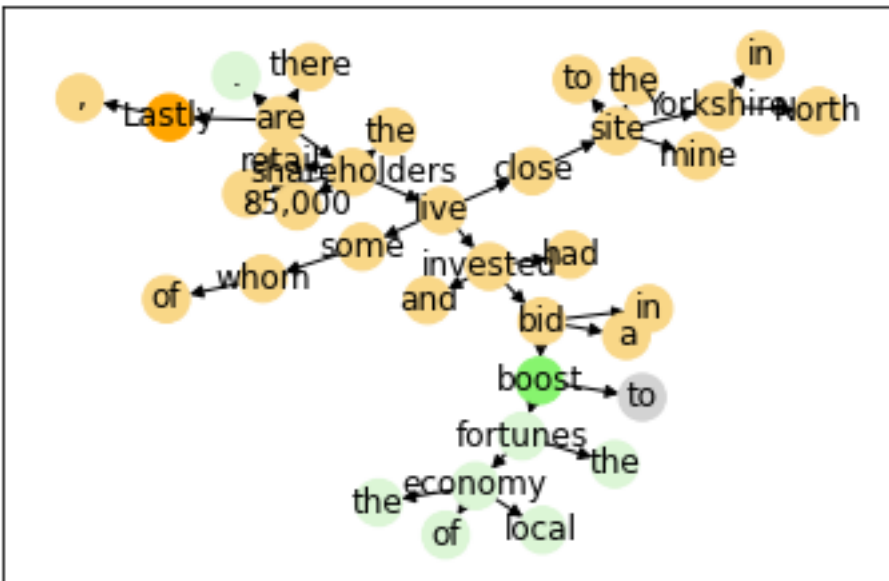 in
there
to the
,
.
Yorkshire North
Lastly are
site
the
mine
retail
shareholders
close
85,000
live
some
had
invested
whom
of
and
in
bid
a
boost
to
fortunes
the
economy
the
local
of